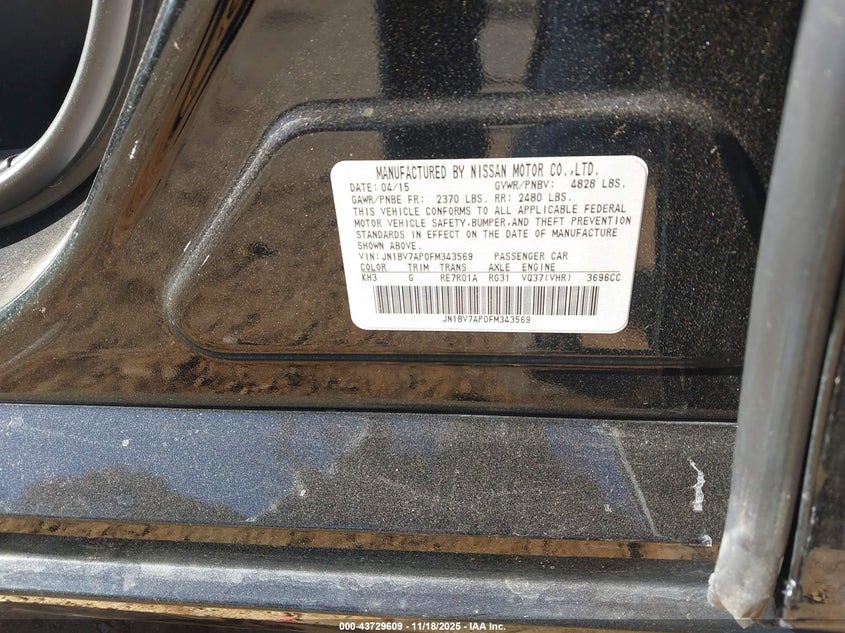 MANUFACTURED BY NISSAN MOTOR CO.,LTD.
DATE: 04/15 GVWR/PNBV: 4828 LBS.
GAWR/PNBE FR: 2370 LBS. RR: 2480 LBS.
THIS VEHICLE CONFORMS TO ALL APPLICABLE FEDERAL
MOTOR VEHICLE SAFETY,BUMPER,AND THEFT PREVENTION
STANDARDS IN EFFECT ON THE DATE OF MANUFACTURE
SHOWN ABOVE.
VIN: JN1BV7AP0FM343569 PASSENGER CAR
COLOR TRIM TRANS AXLE ENGINE
KH3 G RE7R01A RG31 VQ37(VHR) 3696CC
JN1BV7AP0FM343569
000-43729609 - 11/18/2025 - IAA Inc.